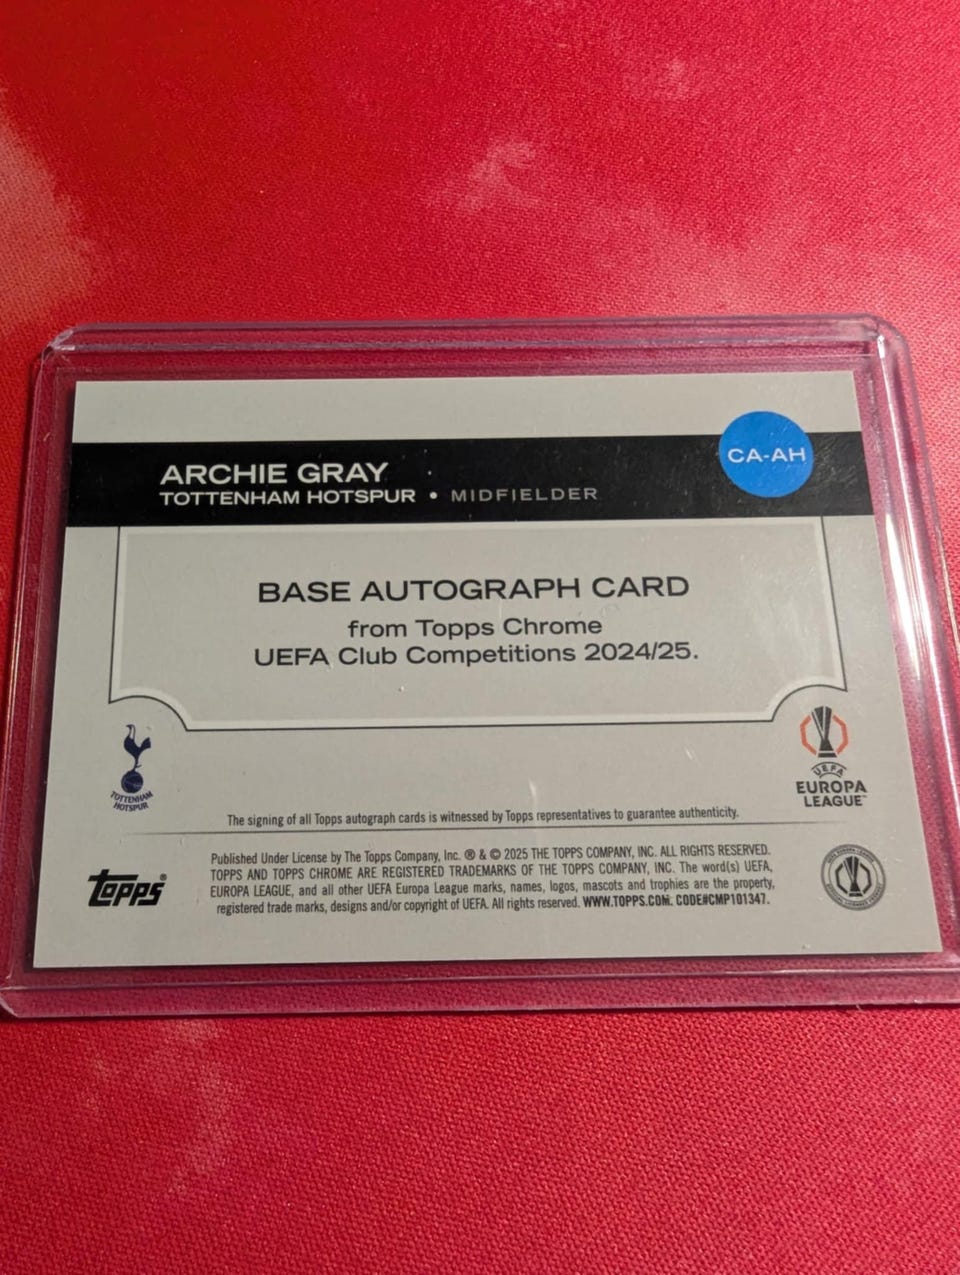 ARCHIE GRAY
TOTTENHAM HOTSPUR • MIDFIELDER
CA-AH
BASE AUTOGRAPH CARD
from Topps Chrome
UEFA Club Competitions 2024/25.
TOTTENHAM
HOTSPUR
UEFA
EUROPA
LEAGUE™
The signing of all Topps autograph cards is witnessed by Topps representatives to guarantee authenticity.
topps®
Published Under License by The Topps Company, Inc. ® & © 2025 THE TOPPS COMPANY, INC. ALL RIGHTS RESERVED.
TOPPS AND TOPPS CHROME ARE REGISTERED TRADEMARKS OF THE TOPPS COMPANY, INC. The word(s) UEFA,
EUROPA LEAGUE, and all other UEFA Europa League marks, names, logos, mascots and trophies are the property,
registered trade marks, designs and/or copyright of UEFA. All rights reserved. WWW.TOPPS.COM. CODE#CMP101347.